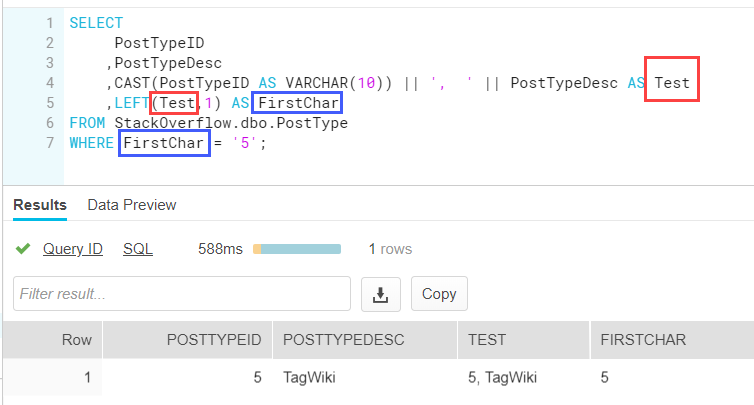 1 SELECT
2 PostTypeID
3 ,PostTypeDesc
4 ,CAST(PostTypeID AS VARCHAR(10)) || ',  ' || PostTypeDesc AS Test
5 ,LEFT(Test,1) AS FirstChar
6 FROM StackOverflow.dbo.PostType
7 WHERE FirstChar = '5';
Results Data Preview
Query ID SQL 588ms 1 rows
Filter result... Copy
Row POSTTYPEID POSTTYPEDESC TEST FIRSTCHAR
1 5 TagWiki 5, TagWiki 5